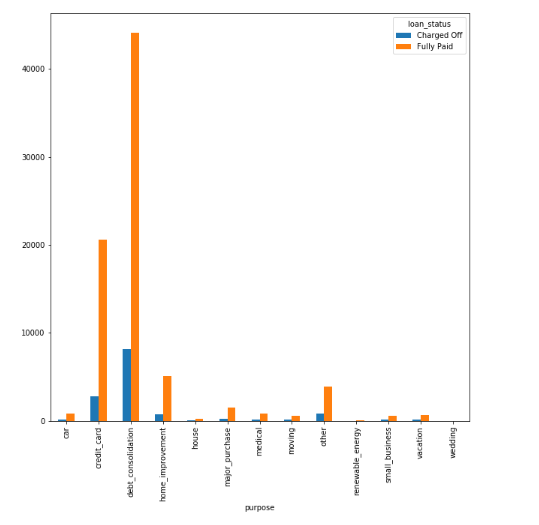 loan_status
Charged Off
Fully Paid
40000
30000
20000
10000
0
car
credit_card
debt_consolidation
home_improvement
house
major_purchase
medical
moving
other
renewable_energy
small_business
vacation
wedding
purpose